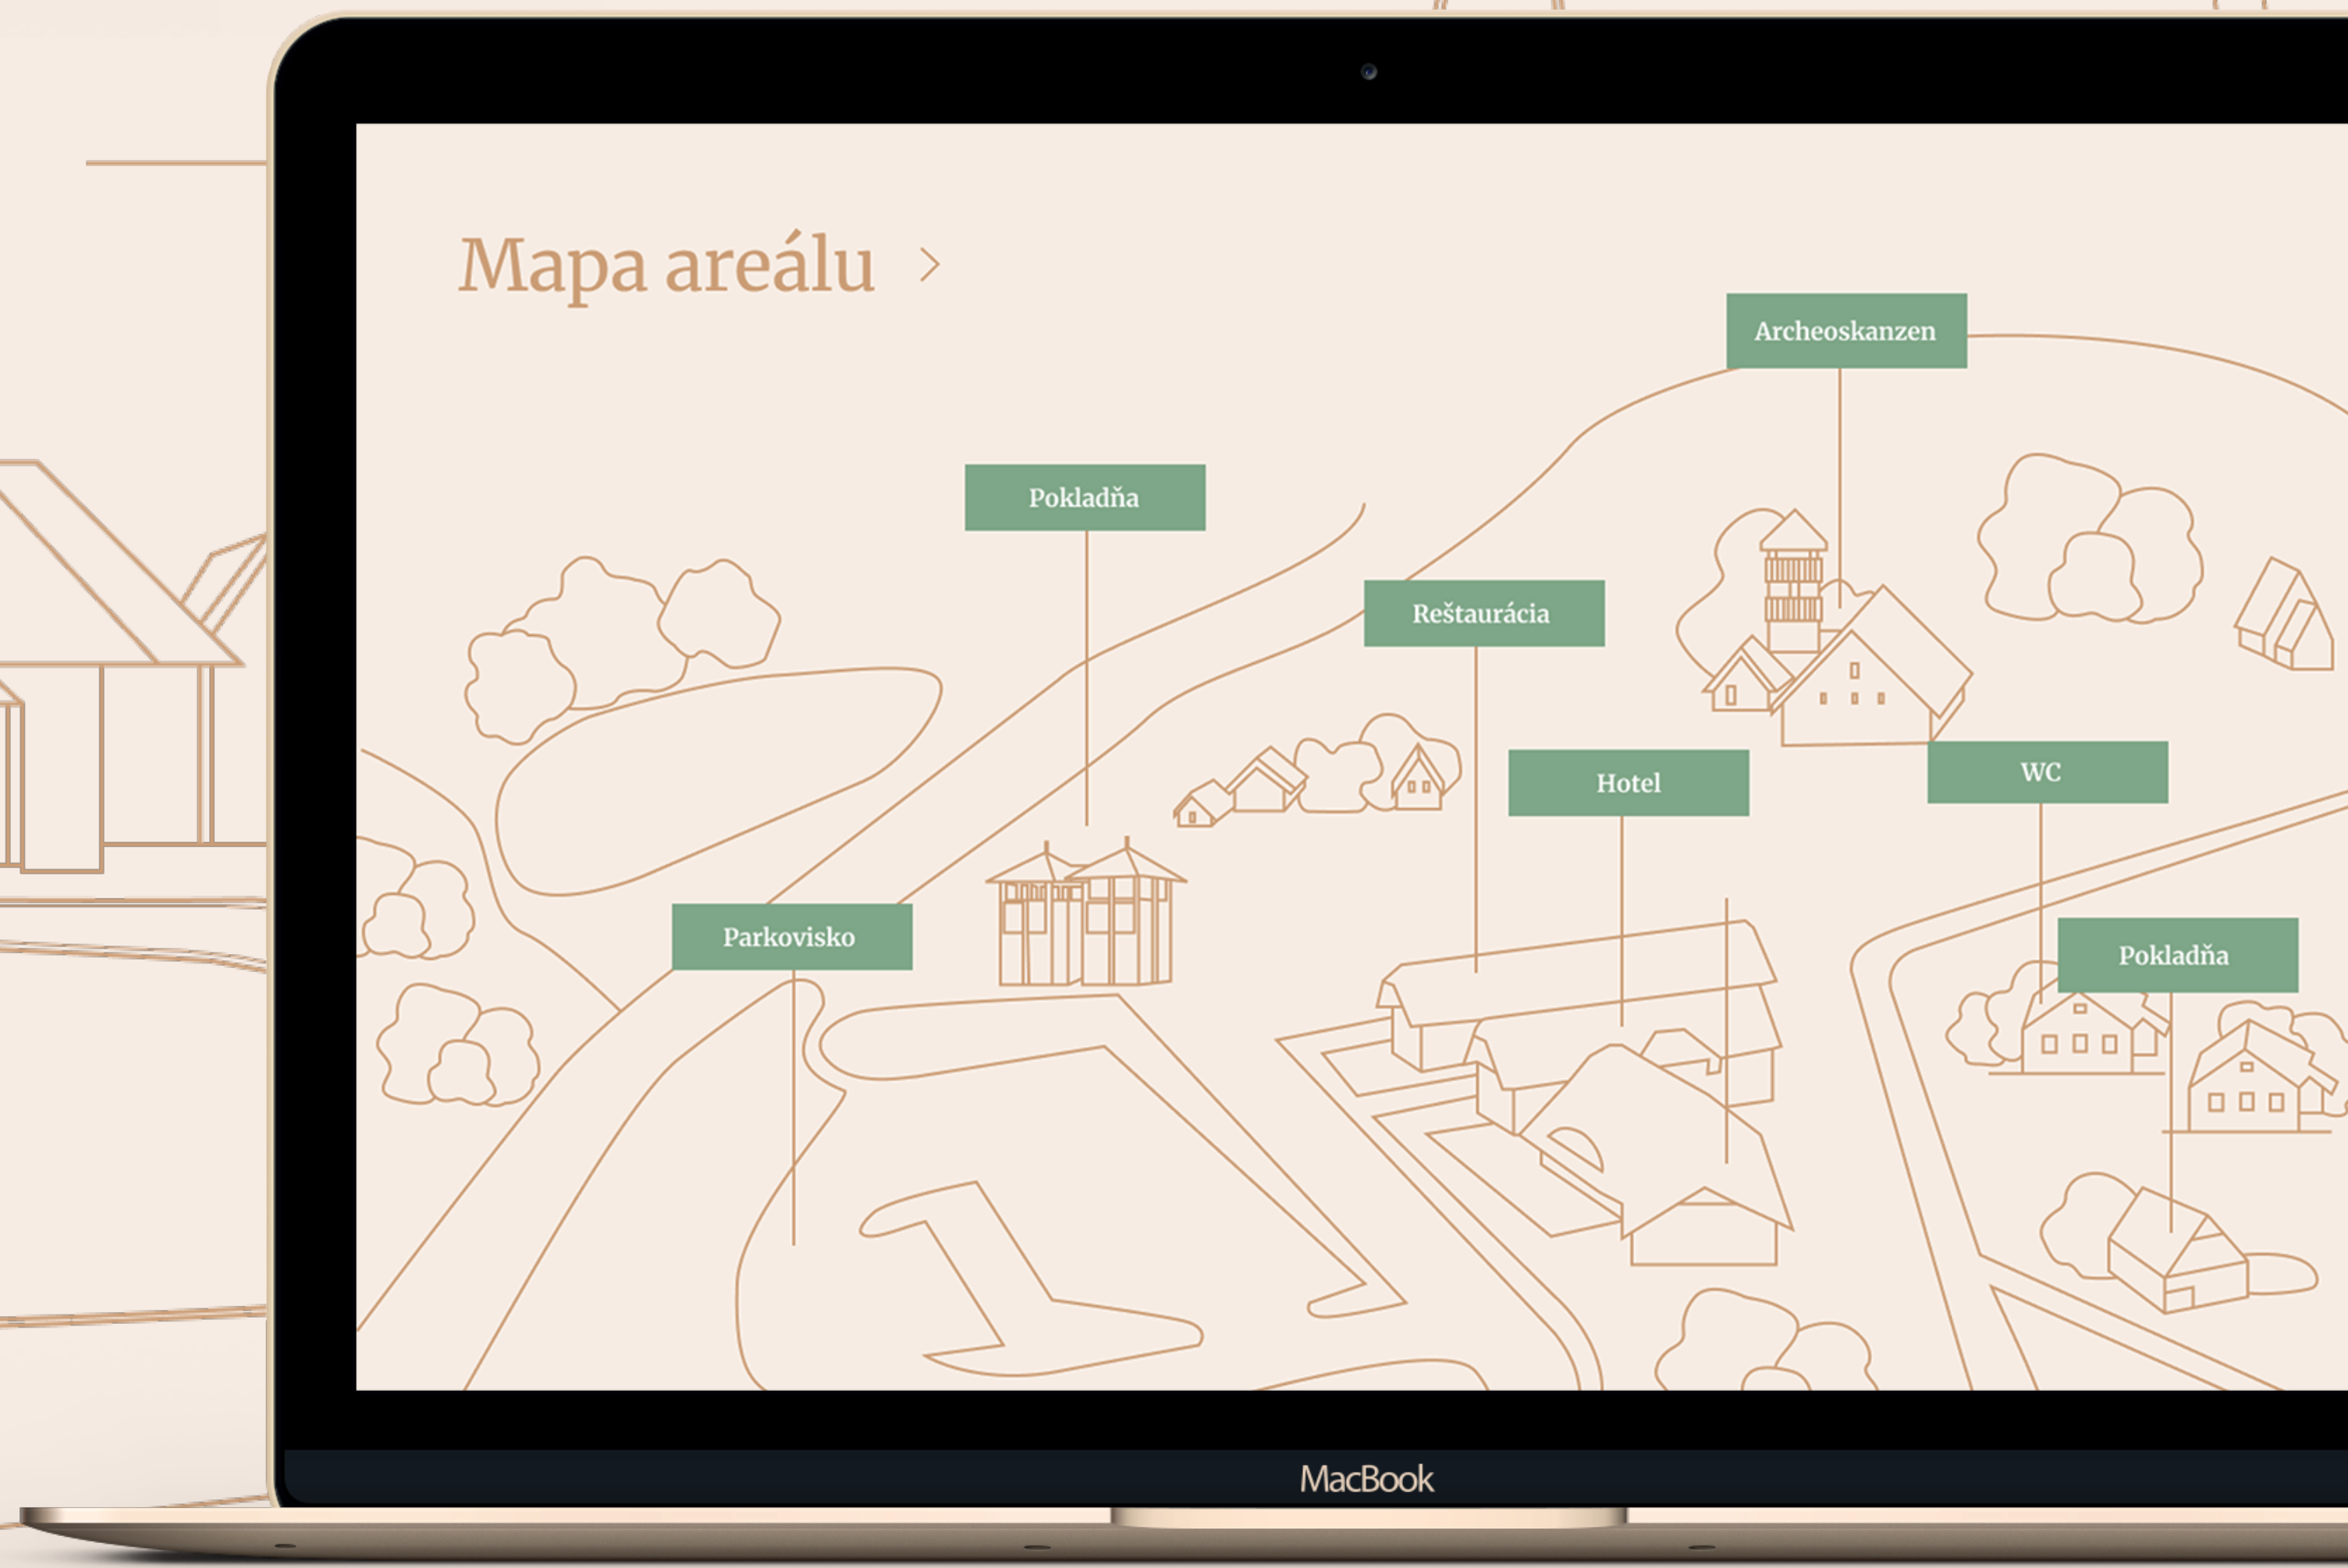 Mapa areálu
Archeoskanzen
Pokladňa
Reštaurácia
Hotel
WC
Parkovisko
Pokladňa
MacBook